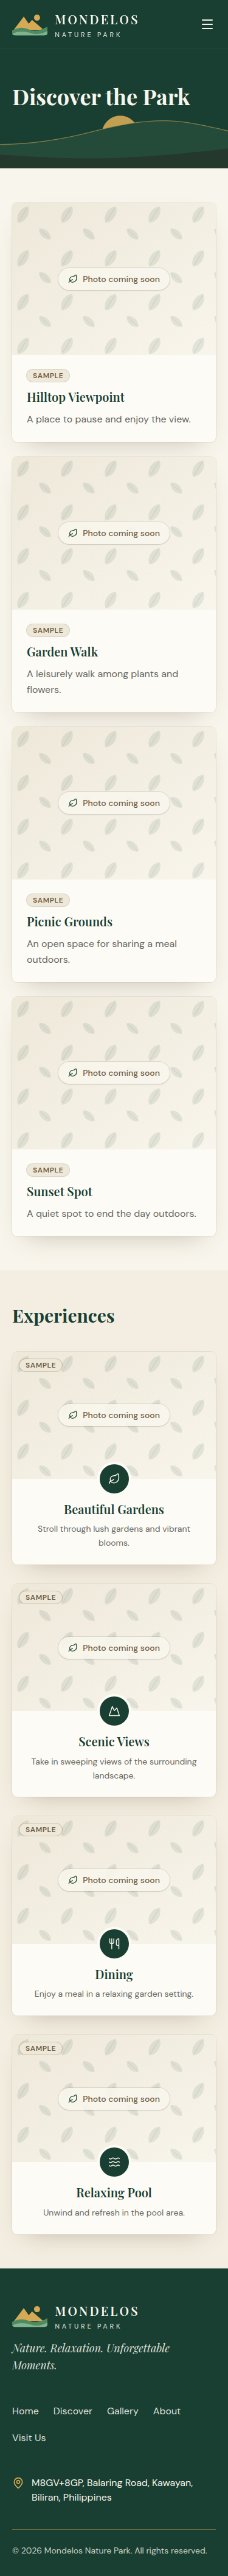 MONDELOS
NATURE PARK
Discover the Park
Photo coming soon
SAMPLE
Hilltop Viewpoint
A place to pause and enjoy the view.
Photo coming soon
SAMPLE
Garden Walk
A leisurely walk among plants and
flowers.
Photo coming soon
SAMPLE
Picnic Grounds
An open space for sharing a meal
outdoors.
Photo coming soon
SAMPLE
Sunset Spot
A quiet spot to end the day outdoors.
Experiences
SAMPLE
Photo coming soon
Beautiful Gardens
Stroll through lush gardens and vibrant
blooms.
SAMPLE
Photo coming soon
Scenic Views
Take in sweeping views of the surrounding
landscape.
SAMPLE
Photo coming soon
Dining
Enjoy a meal in a relaxing garden setting.
SAMPLE
Photo coming soon
Relaxing Pool
Unwind and refresh in the pool area.
MONDELOS
NATURE PARK
Nature. Relaxation. Unforgettable
Moments.
Home Discover Gallery About
Visit Us
M8GV+8GP, Balaring Road, Kawayan,
Biliran, Philippines
© 2026 Mondelos Nature Park. All rights reserved.